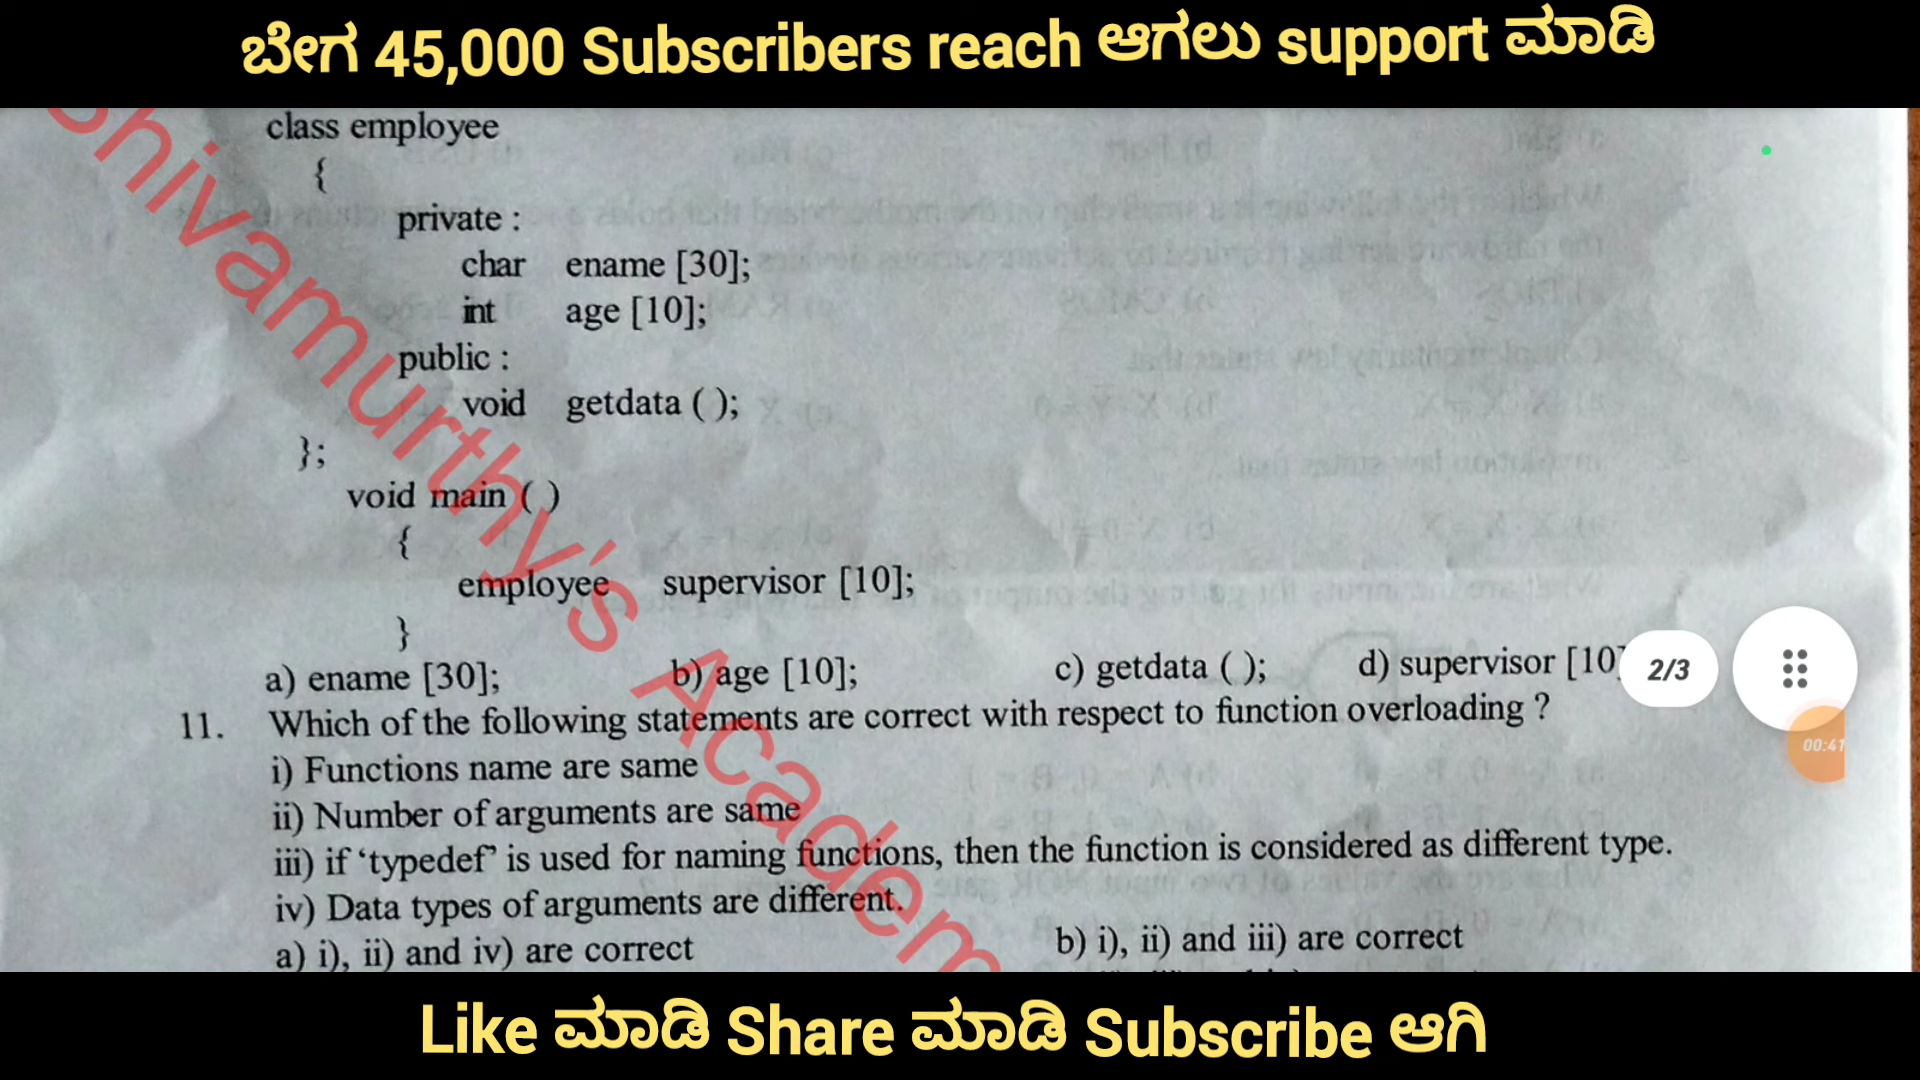 ಬೇಗ 45,000 Subscribers reach ಆಗಲು support ಮಾಡಿ
class employee
{
private :
char ename [30];
int age [10];
public :
void getdata ( );
};
void main ( )
{
employee supervisor [10];
}
a) ename [30]; b) age [10]; c) getdata ( ); d) supervisor [10]
2/3
11. Which of the following statements are correct with respect to function overloading ?
00:41
i) Functions name are same
ii) Number of arguments are same
iii) if ‘typedef’ is used for naming functions, then the function is considered as different type.
iv) Data types of arguments are different.
a) i), ii) and iv) are correct b) i), ii) and iii) are correct
Shivamurthy's Academ
Like ಮಾಡಿ Share ಮಾಡಿ Subscribe ಆಗಿ